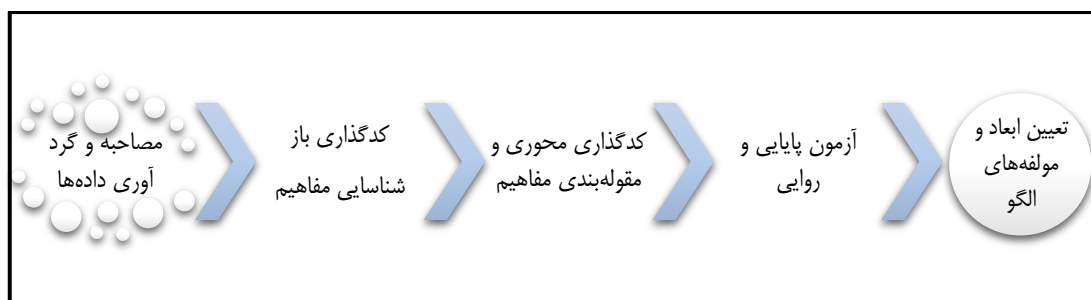 مصاحبه و گرد
آوری داده‌ها
کدگذاری باز
شناسایی مفاهیم
کدگذاری محوری و
مقوله‌بندی مفاهیم
آزمون پایایی و
روایی
تعیین ابعاد و
مولفه‌های
الگو